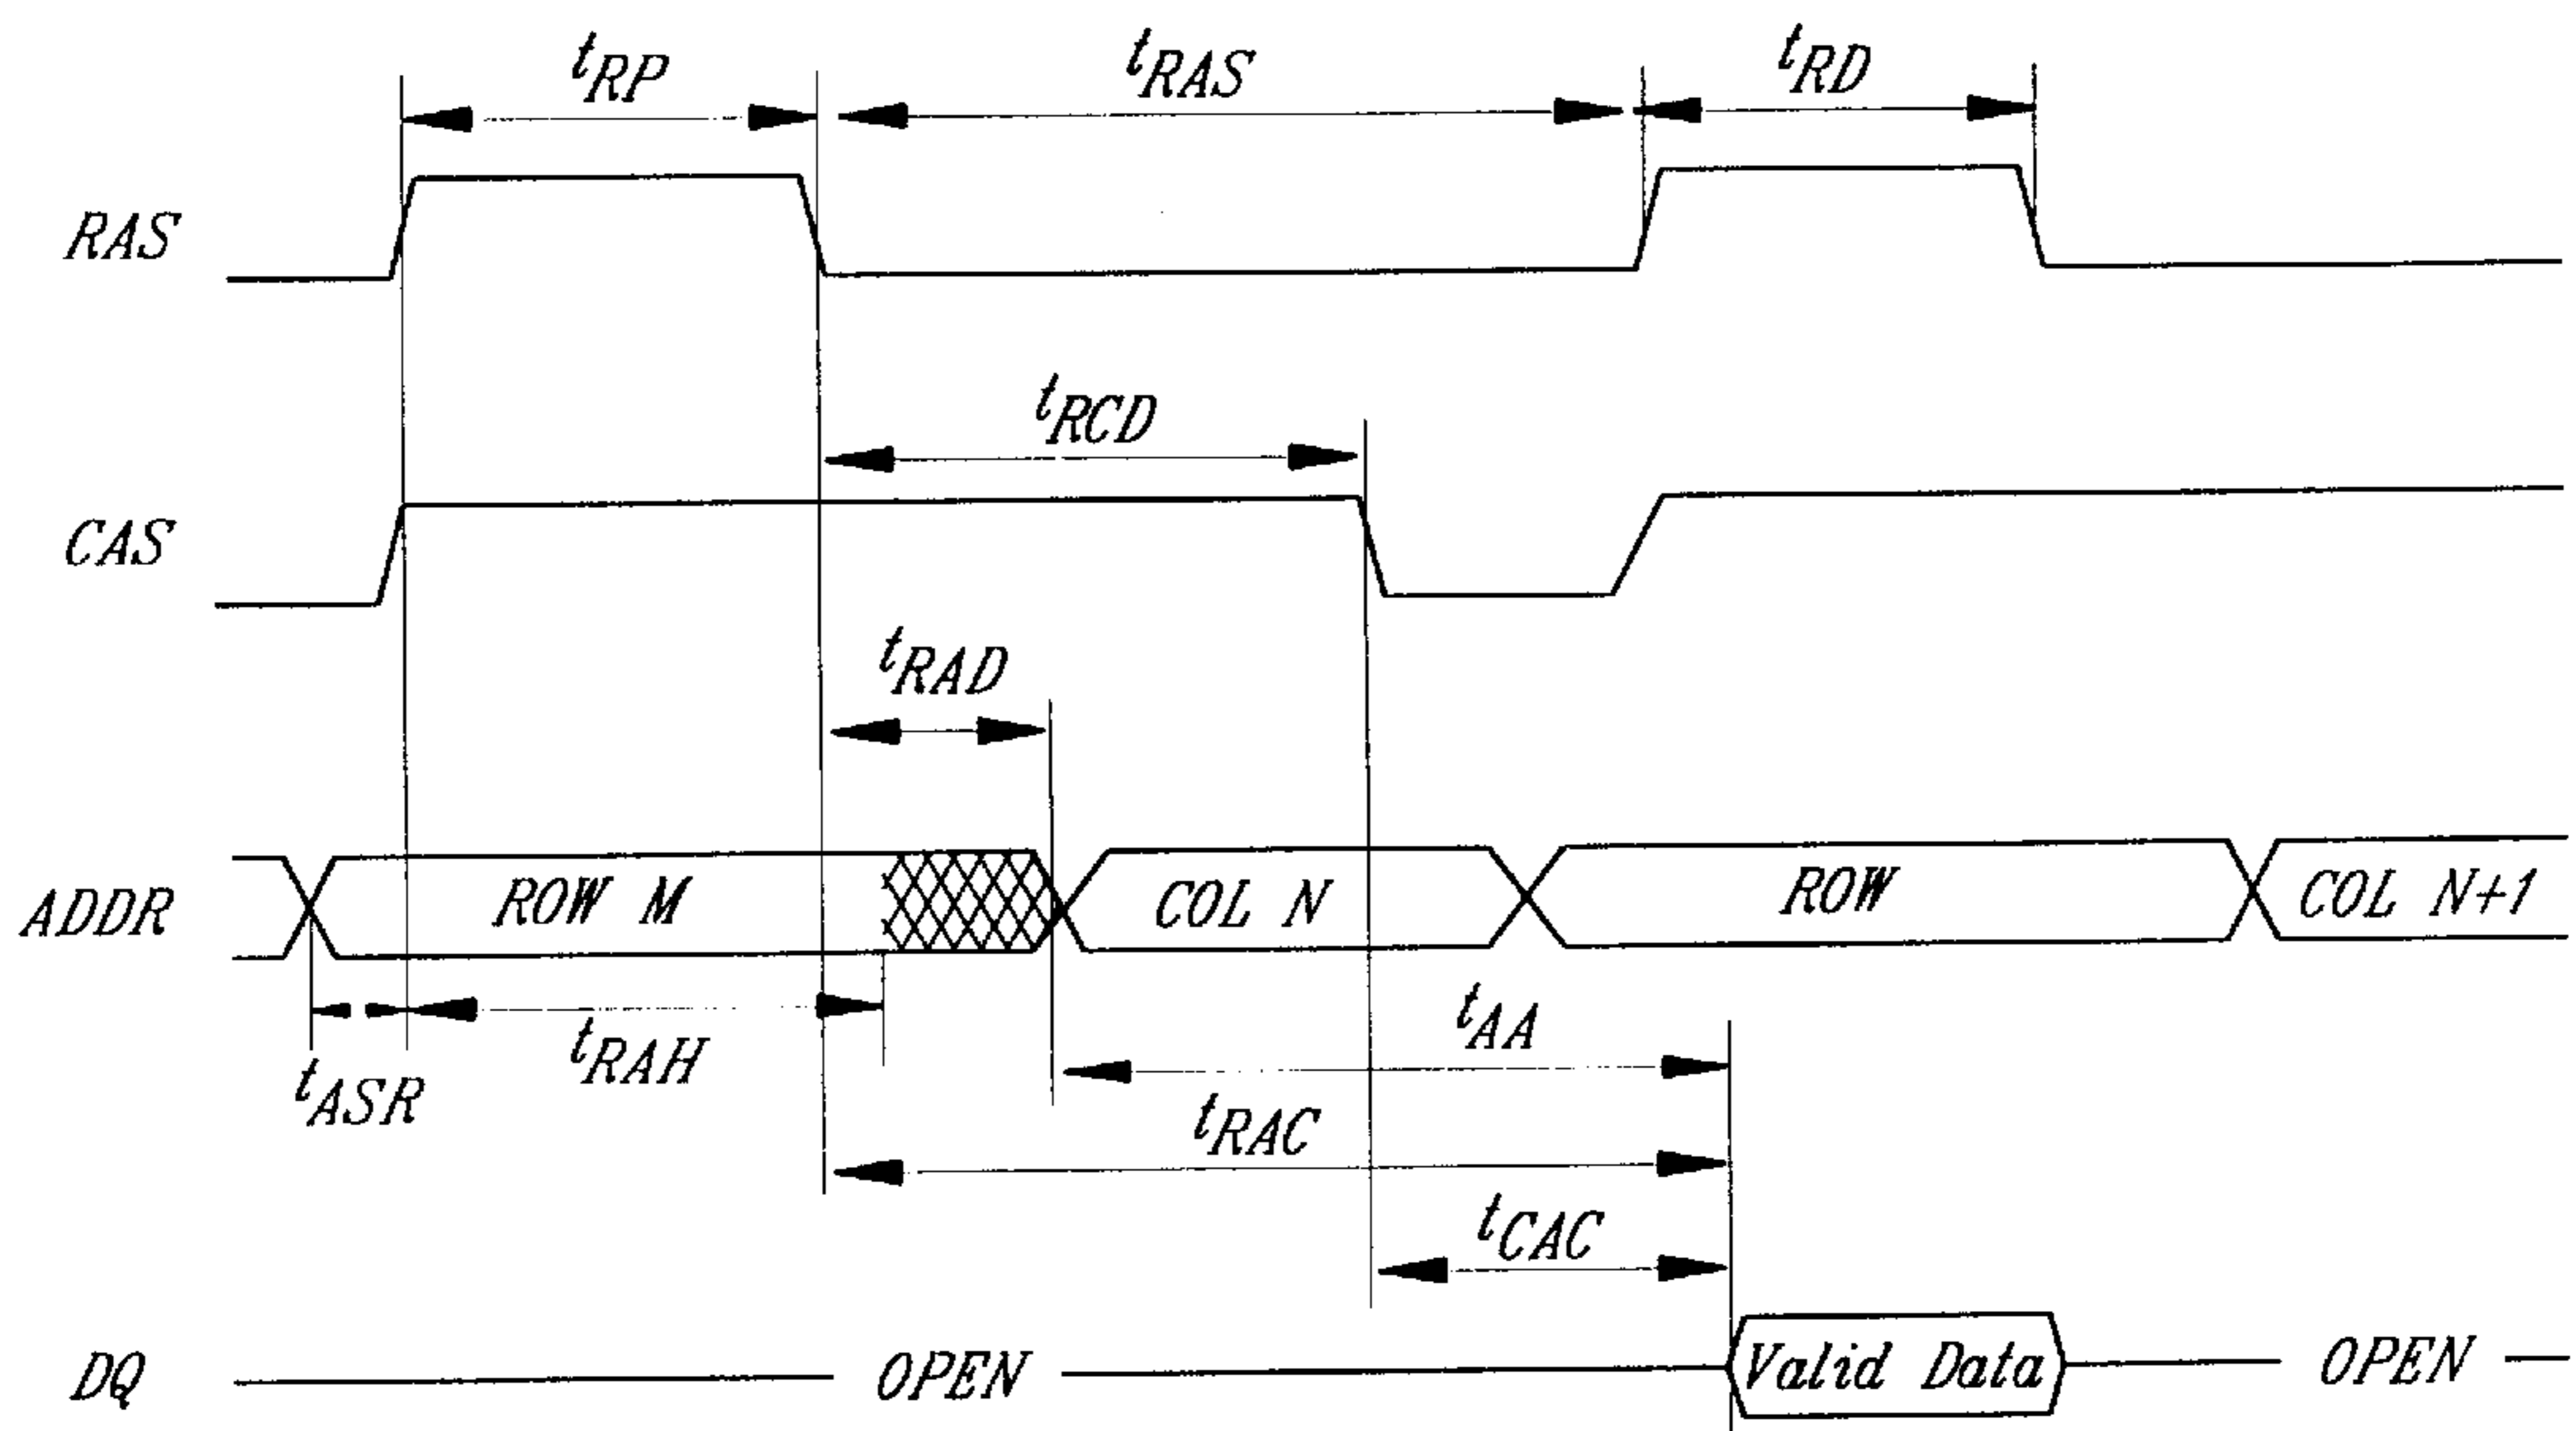 tRP tRAS tRD
RAS
tRCD
CAS
tRAD
ADDR ROW M COL N ROW COL N+1
tASR tRAH tAA
tRAC
tCAC
DQ OPEN Valid Data OPEN